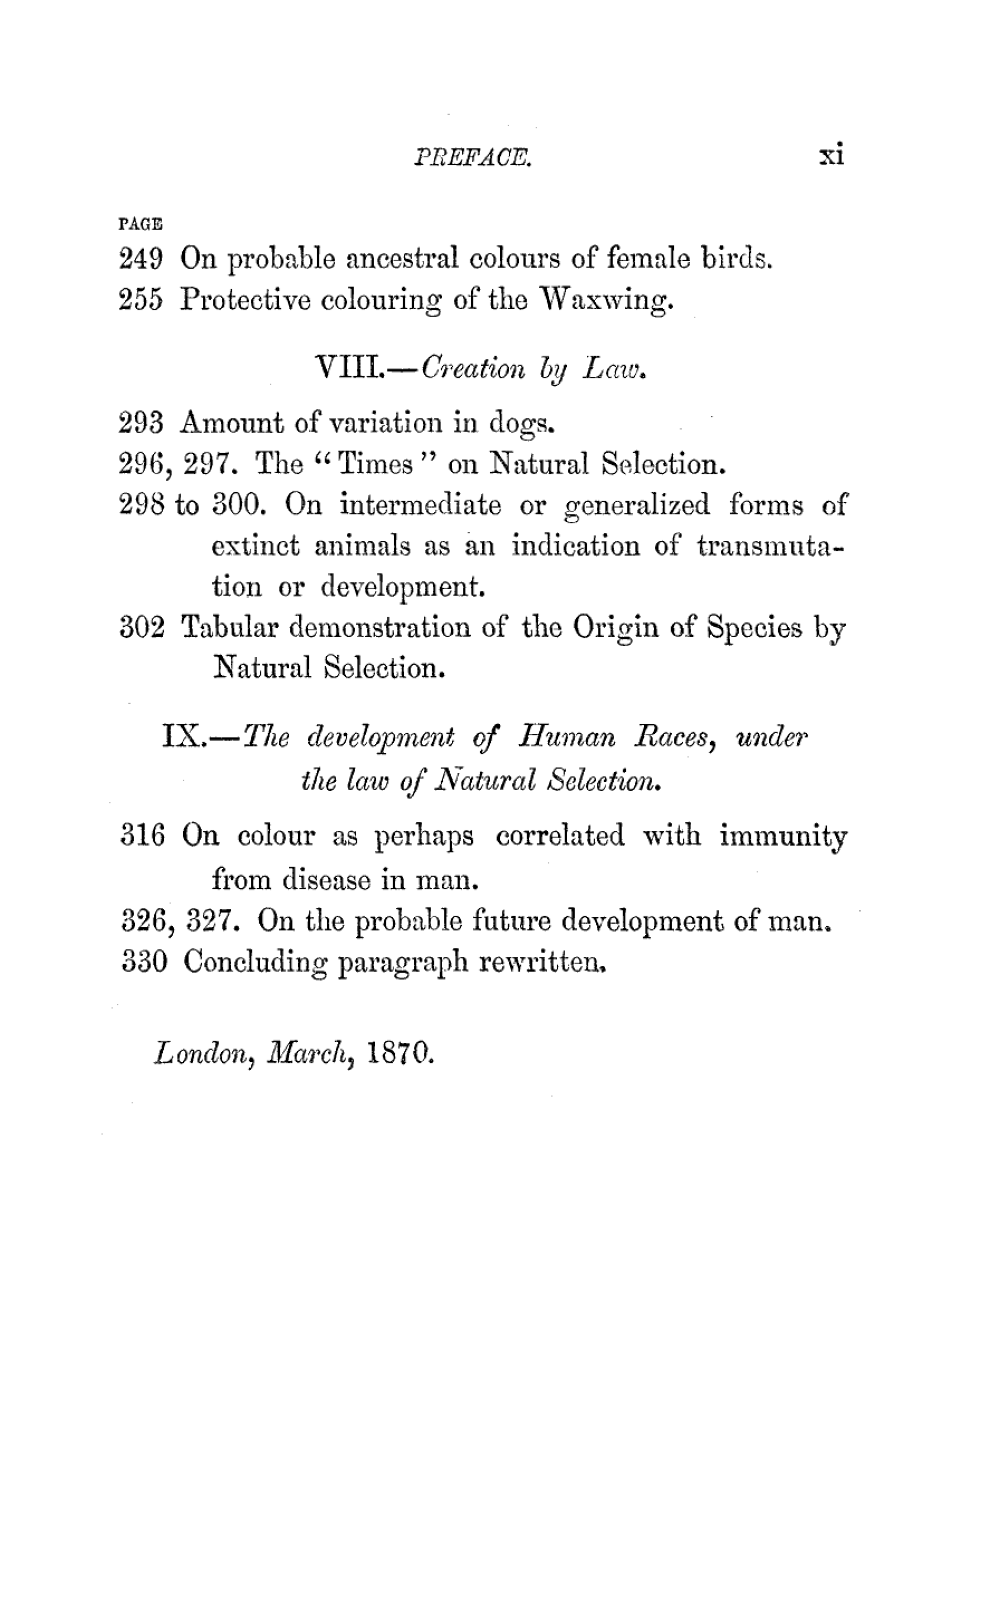 PREFACE. xi
PAGE
249 On probable ancestral colours of female birds.
255 Protective colouring of the Waxwing.
VIII.—Creation by Law.
293 Amount of variation in dogs.
296, 297. The “Times” on Natural Selection.
298 to 300. On intermediate or generalized forms of
extinct animals as an indication of transmuta-
tion or development.
302 Tabular demonstration of the Origin of Species by
Natural Selection.
IX.—The development of Human Races, under
the law of Natural Selection.
316 On colour as perhaps correlated with immunity
from disease in man.
326, 327. On the probable future development of man.
330 Concluding paragraph rewritten.
London, March, 1870.